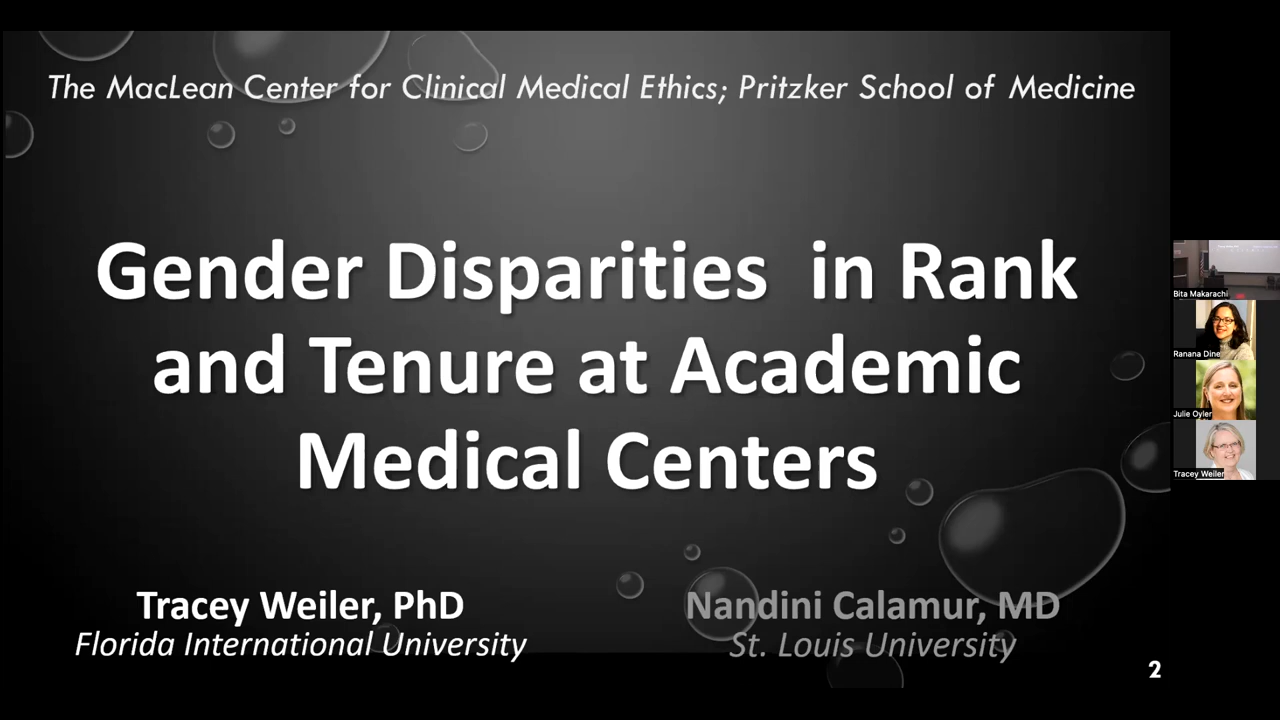 The MacLean Center for Clinical Medical Ethics; Pritzker School of Medicine
Gender Disparities in Rank
and Tenure at Academic
Medical Centers
Tracey Weiler, PhD
Florida International University
Nandini Calamur, MD
St. Louis University
2
Bita Makarachi
Ranana Dine
Julie Oyler
Tracey Weiler